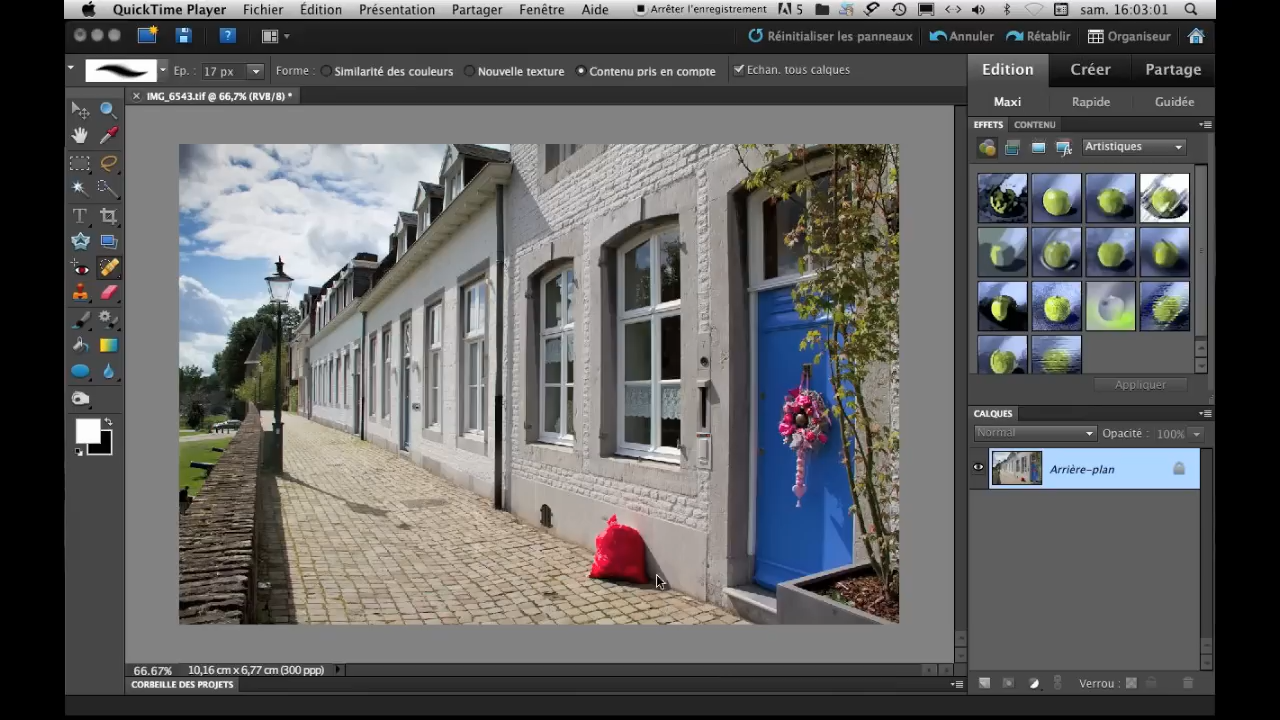 QuickTime Player Fichier Édition Présentation Partager Fenêtre Aide Arrêter l'enregistrement 5 sam. 16:03:01
Réinitialiser les panneaux Annuler Rétablir Organiseur
Ep. : 17 px Forme : Similarité des couleurs Nouvelle texture Contenu pris en compte Echan. tous calques
Edition Créer Partage
IMG_6543.tif @ 66,7% (RVB/8) *
Maxi Rapide Guidée
EFFETS CONTENU
Artistiques
Appliquer
CALQUES
Normal Opacité : 100%
Arrière-plan
66.67% 10,16 cm x 6,77 cm (300 ppp)
Verrou :
CORBEILLE DES PROJETS